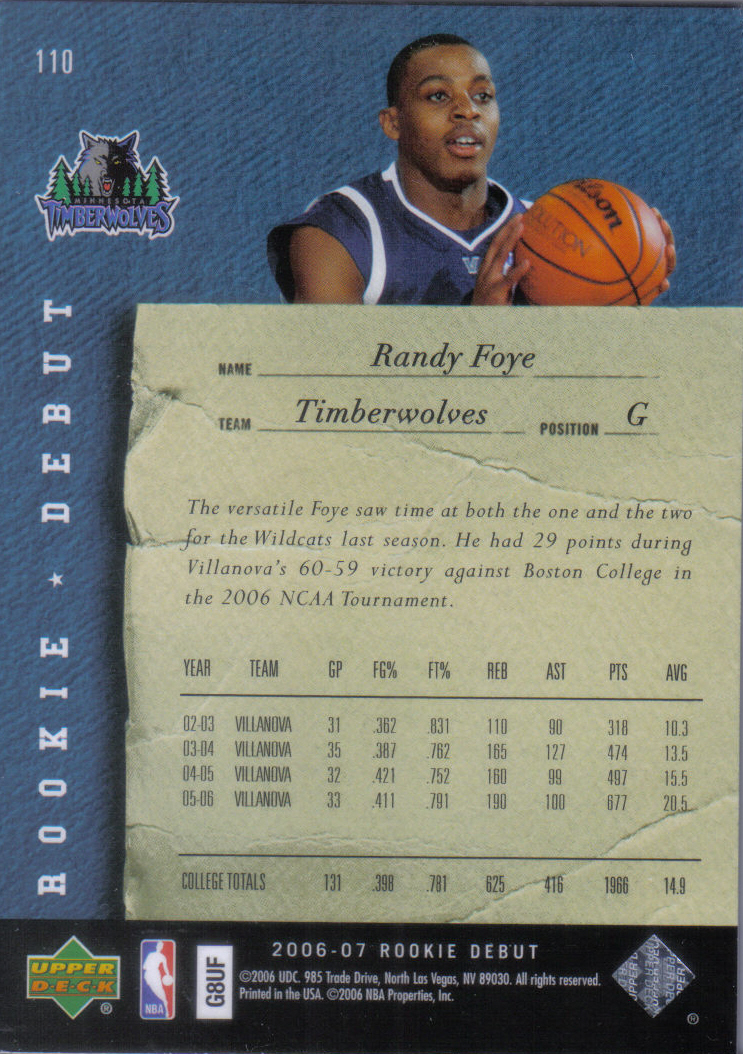 110
MINNESOTA
TIMBERWOLVES
ROOKIE ★ DEBUT
Wilson
NAME Randy Foye
TEAM Timberwolves POSITION G
The versatile Foye saw time at both the one and the two
for the Wildcats last season. He had 29 points during
Villanova's 60-59 victory against Boston College in
the 2006 NCAA Tournament.
YEAR TEAM GP FG% FT% REB AST PTS AVG
02-03 VILLANOVA 31 .362 .831 110 90 318 10.3
03-04 VILLANOVA 35 .387 .762 165 127 474 13.5
04-05 VILLANOVA 32 .421 .752 160 99 497 15.5
05-06 VILLANOVA 33 .411 .791 190 100 677 20.5
COLLEGE TOTALS 131 .398 .781 625 416 1966 14.9
UPPER
D·E·C·K
®
NBA
G8UF
2006-07 ROOKIE DEBUT
©2006 UDC. 985 Trade Drive, North Las Vegas, NV 89030. All rights reserved.
Printed in the USA. ©2006 NBA Properties, Inc.
®